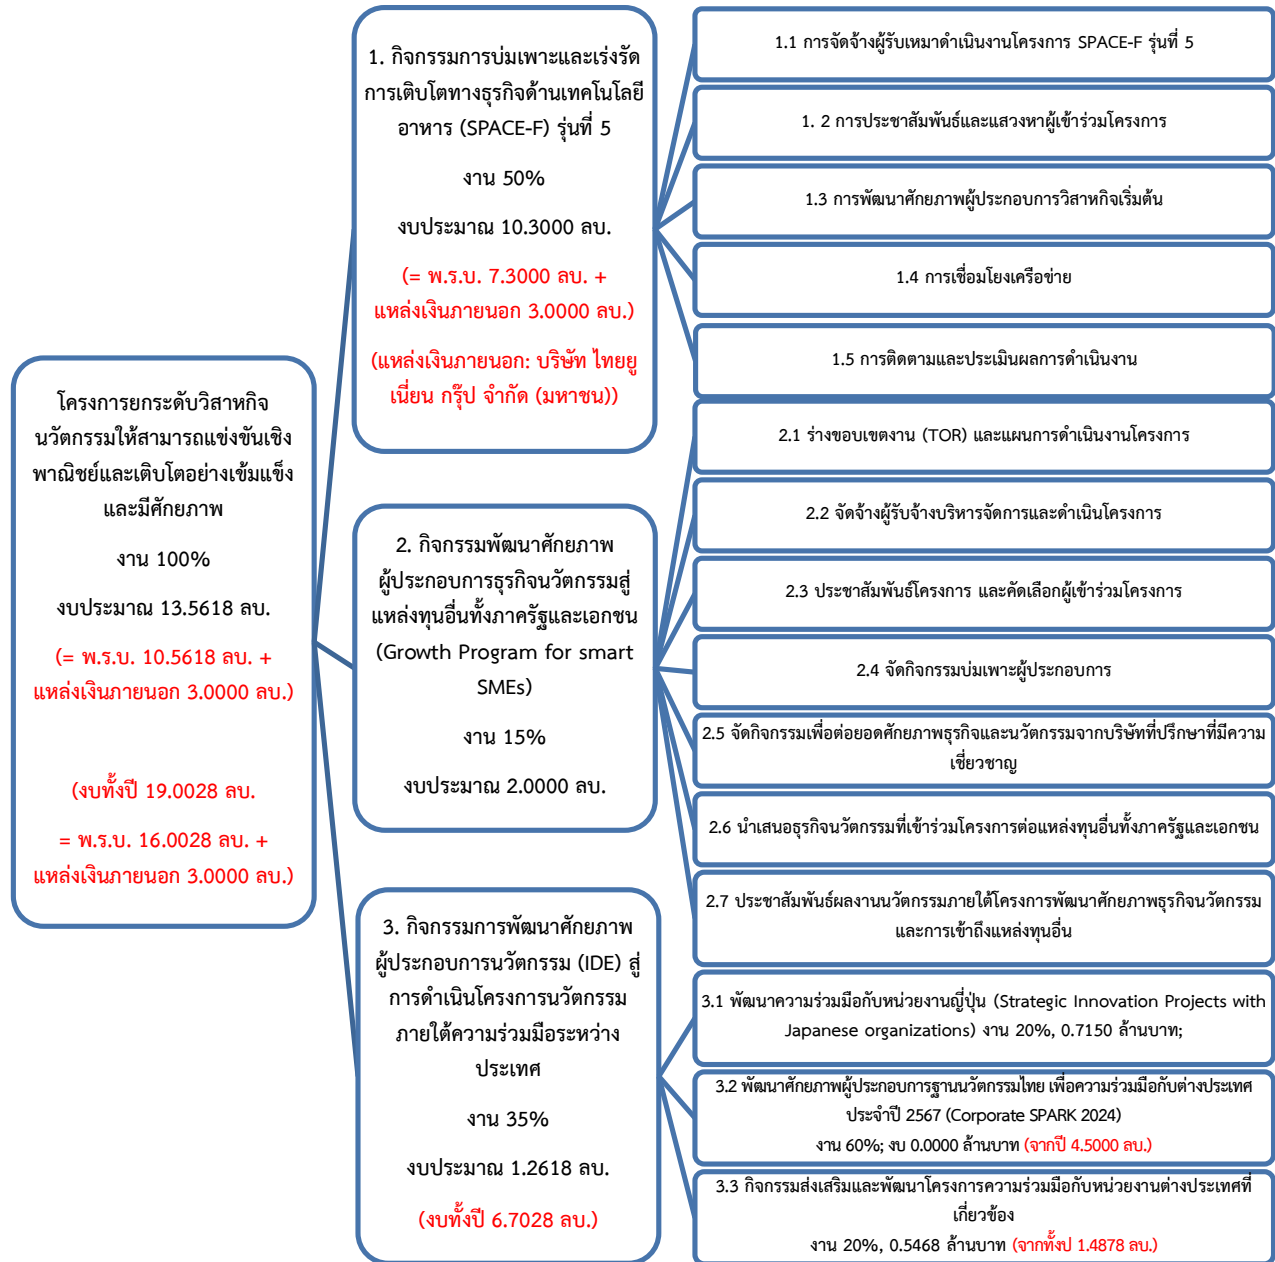 โครงการยกระดับวิสาหกิจ
นวัตกรรมให้สามารถแข่งขันเชิง
พาณิชย์และเติบโตอย่างเข้มแข็ง
และมีศักยภาพ
งาน 100%
งบประมาณ 13.5618 ลบ.
(= พ.ร.บ. 10.5618 ลบ. +
แหล่งเงินภายนอก 3.0000 ลบ.)
(งบทั้งปี 19.0028 ลบ.
= พ.ร.บ. 16.0028 ลบ. +
แหล่งเงินภายนอก 3.0000 ลบ.)
1. กิจกรรมการบ่มเพาะและเร่งรัด
การเติบโตทางธุรกิจด้านเทคโนโลยี
อาหาร (SPACE-F) รุ่นที่ 5
งาน 50%
งบประมาณ 10.3000 ลบ.
(= พ.ร.บ. 7.3000 ลบ. +
แหล่งเงินภายนอก 3.0000 ลบ.)
(แหล่งเงินภายนอก: บริษัท ไทยยู
เนี่ยน กรุ๊ป จำกัด (มหาชน))
1.1 การจัดจ้างผู้รับเหมาดำเนินงานโครงการ SPACE-F รุ่นที่ 5
1. 2 การประชาสัมพันธ์และแสวงหาผู้เข้าร่วมโครงการ
1.3 การพัฒนาศักยภาพผู้ประกอบการวิสาหกิจเริ่มต้น
1.4 การเชื่อมโยงเครือข่าย
1.5 การติดตามและประเมินผลการดำเนินงาน
2. กิจกรรมพัฒนาศักยภาพ
ผู้ประกอบการธุรกิจนวัตกรรมสู่
แหล่งทุนอื่นทั้งภาครัฐและเอกชน
(Growth Program for smart
SMEs)
งาน 15%
งบประมาณ 2.0000 ลบ.
2.1 ร่างขอบเขตงาน (TOR) และแผนการดำเนินงานโครงการ
2.2 จัดจ้างผู้รับจ้างบริหารจัดการและดำเนินโครงการ
2.3 ประชาสัมพันธ์โครงการ และคัดเลือกผู้เข้าร่วมโครงการ
2.4 จัดกิจกรรมบ่มเพาะผู้ประกอบการ
2.5 จัดกิจกรรมเพื่อต่อยอดศักยภาพธุรกิจและนวัตกรรมจากบริษัทที่ปรึกษาที่มีความ
เชี่ยวชาญ
2.6 นำเสนอธุรกิจนวัตกรรมที่เข้าร่วมโครงการต่อแหล่งทุนอื่นทั้งภาครัฐและเอกชน
2.7 ประชาสัมพันธ์ผลงานนวัตกรรมภายใต้โครงการพัฒนาศักยภาพธุรกิจนวัตกรรม
และการเข้าถึงแหล่งทุนอื่น
3. กิจกรรมการพัฒนาศักยภาพ
ผู้ประกอบการนวัตกรรม (IDE) สู่
การดำเนินโครงการนวัตกรรม
ภายใต้ความร่วมมือระหว่าง
ประเทศ
งาน 35%
งบประมาณ 1.2618 ลบ.
(งบทั้งปี 6.7028 ลบ.)
3.1 พัฒนาความร่วมมือกับหน่วยงานญี่ปุ่น (Strategic Innovation Projects with
Japanese organizations) งาน 20%, 0.7150 ล้านบาท;
3.2 พัฒนาศักยภาพผู้ประกอบการฐานนวัตกรรมไทย เพื่อความร่วมมือกับต่างประเทศ
ประจำปี 2567 (Corporate SPARK 2024)
งาน 60%; งบ 0.0000 ล้านบาท (จากปี 4.5000 ลบ.)
3.3 กิจกรรมส่งเสริมและพัฒนาโครงการความร่วมมือกับหน่วยงานต่างประเทศที่
เกี่ยวข้อง
งาน 20%, 0.5468 ล้านบาท (จากทั้งป 1.4878 ลบ.)